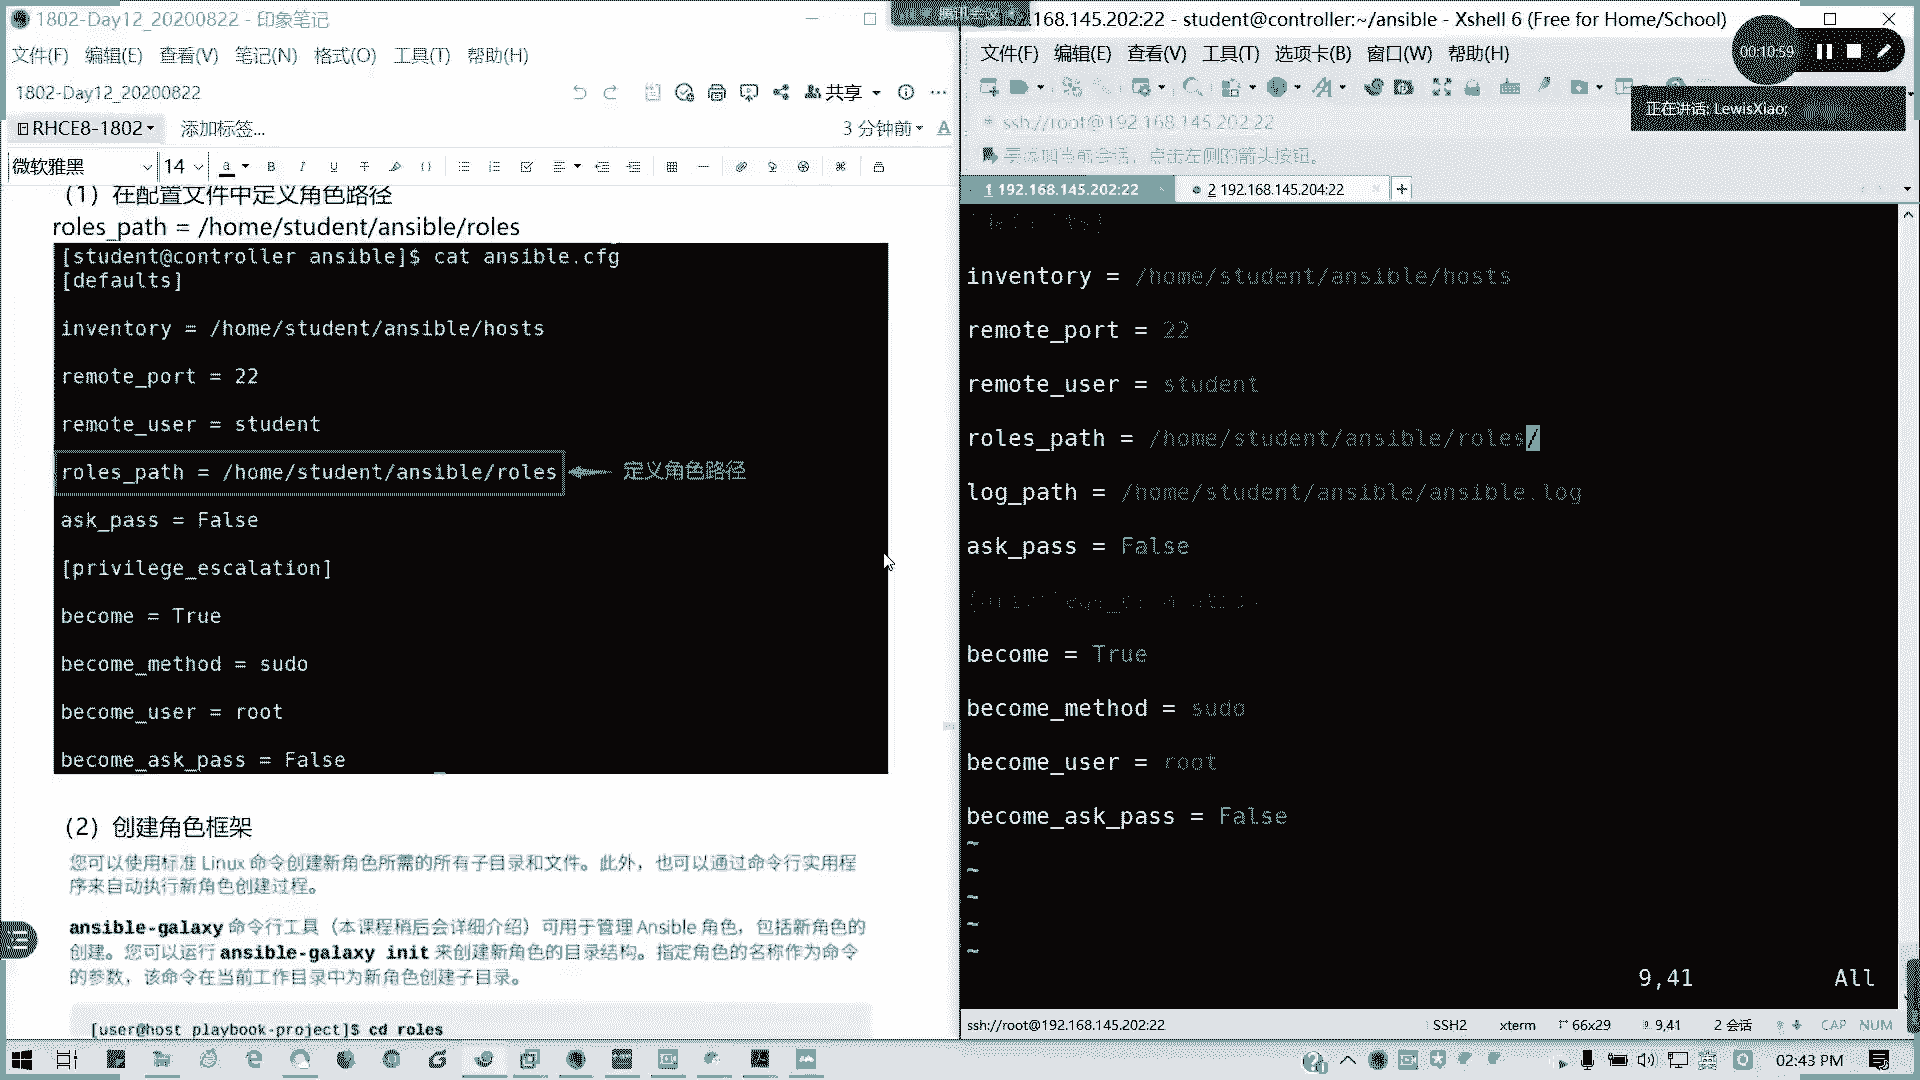 1802-Day12_20200822 - 印象笔记
文件(F) 编辑(E) 查看(V) 笔记(N) 格式(O) 工具(T) 帮助(H)
1802-Day12_20200822
共享
RHCE8-1802
添加标签...
3 分钟前
微软雅黑 14
（1）在配置文件中定义角色路径
roles_path = /home/student/ansible/roles
[student@controller ansible]$ cat ansible.cfg
[defaults]
inventory = /home/student/ansible/hosts
remote_port = 22
remote_user = student
roles_path = /home/student/ansible/roles
定义角色路径
ask_pass = False
[privilege_escalation]
become = True
become_method = sudo
become_user = root
become_ask_pass = False
（2）创建角色框架
您可以使用标准 Linux 命令创建新角色所需的所有子目录和文件。此外，也可以通过命令行实用程
序来自动执行新角色创建过程。
ansible-galaxy 命令行工具（本课程稍后会详细介绍）可用于管理 Ansible 角色，包括新角色的
创建。您可以运行 ansible-galaxy init 来创建新角色的目录结构。指定角色的名称作为命令
的参数，该命令在当前工作目录中为新角色创建子目录。
[user@host playbook-project]$ cd roles
.168.145.202:22 - student@controller:~/ansible - Xshell 6 (Free for Home/School)
00:10:59
文件(F) 编辑(E) 查看(V) 工具(T) 选项卡(B) 窗口(W) 帮助(H)
正在讲话: LewisXiao;
ssh://root@192.168.145.202:22
要添加当前会话，点击左侧的箭头按钮。
1 192.168.145.202:22
2 192.168.145.204:22
inventory = /home/student/ansible/hosts
remote_port = 22
remote_user = student
roles_path = /home/student/ansible/roles/
log_path = /home/student/ansible/ansible.log
ask_pass = False
become = True
become_method = sudo
become_user = root
become_ask_pass = False
~
~
~
~
~
9,41 All
ssh://root@192.168.145.202:22
SSH2 xterm 66x29 9,41 2 会话 CAP NUM
02:43 PM